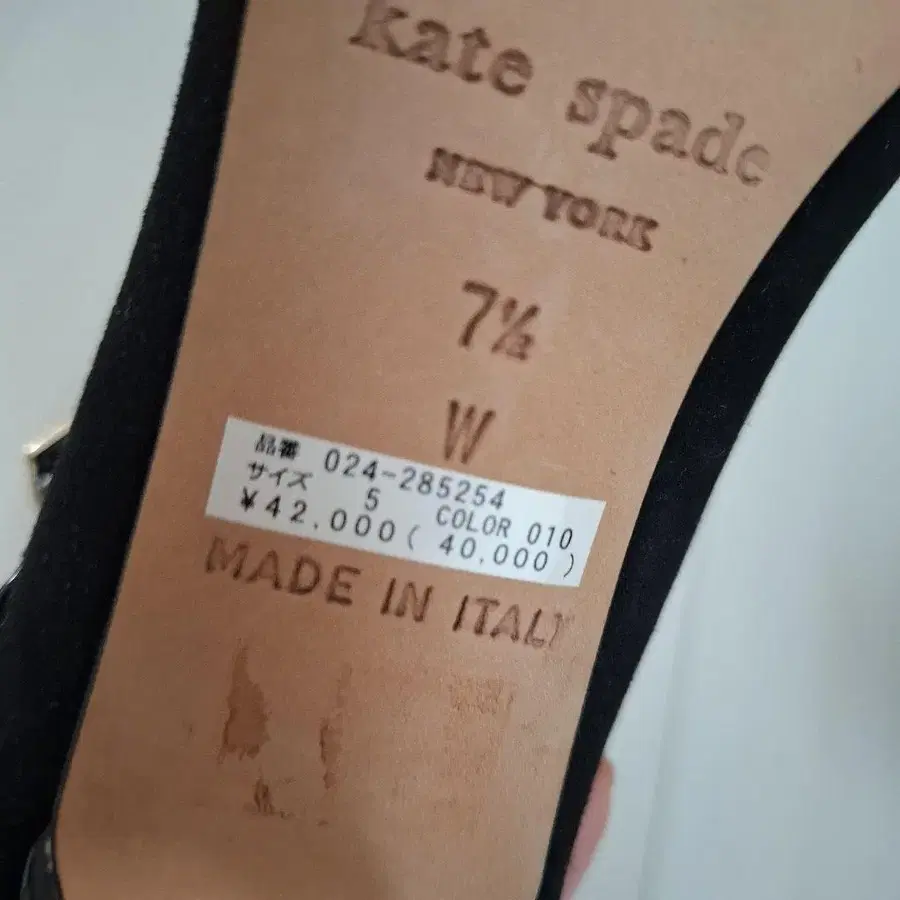 kate spade
NEW YORK
7½
W
品番 024-285254
サイズ 5 COLOR 010
¥42,000( 40,000)
MADE IN ITALY